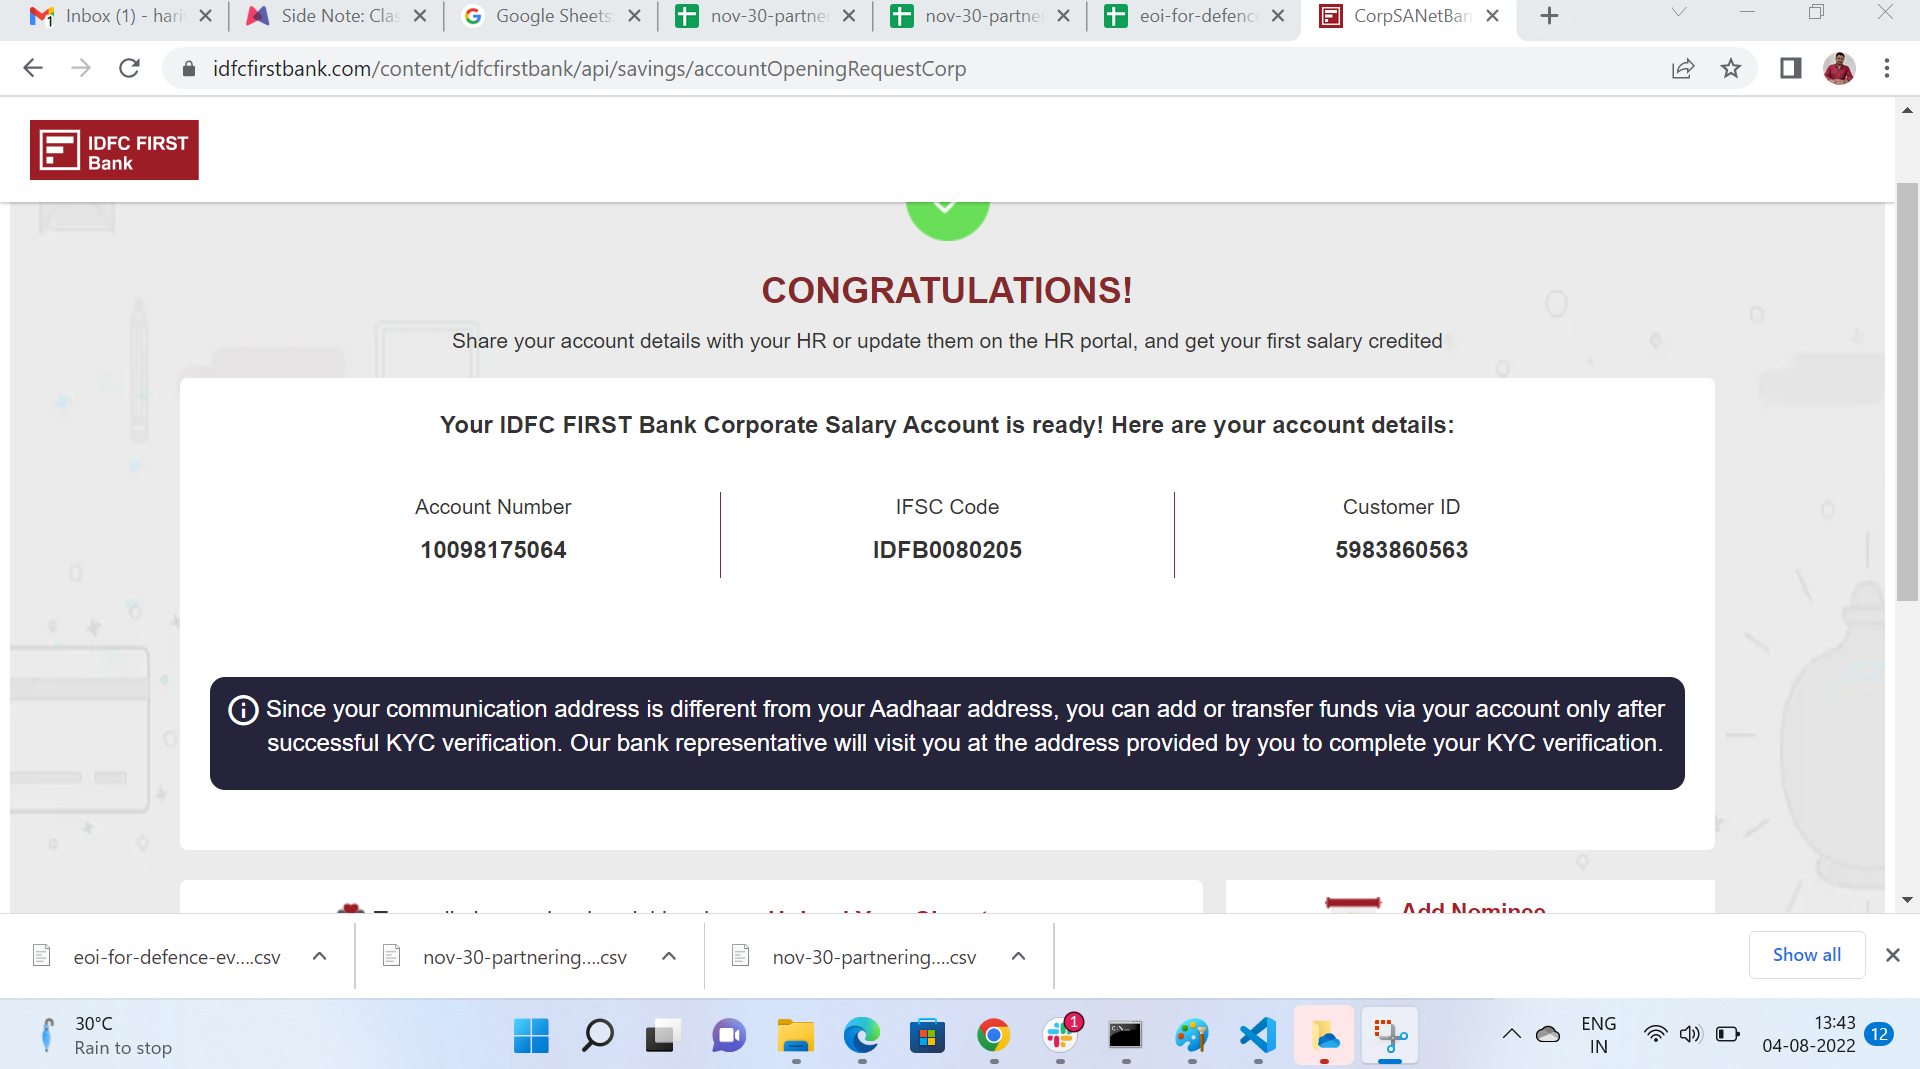 Inbox (1) - hari
Side Note: Clas
Google Sheets
nov-30-partner
nov-30-partner
eoi-for-defenc
CorpSANetBan
idfcfirstbank.com/content/idfcfirstbank/api/savings/accountOpeningRequestCorp
IDFC FIRST
Bank
CONGRATULATIONS!
Share your account details with your HR or update them on the HR portal, and get your first salary credited
Your IDFC FIRST Bank Corporate Salary Account is ready! Here are your account details:
Account Number
10098175064
IFSC Code
IDFB0080205
Customer ID
5983860563
Since your communication address is different from your Aadhaar address, you can add or transfer funds via your account only after
successful KYC verification. Our bank representative will visit you at the address provided by you to complete your KYC verification.
Add Nominee
eoi-for-defence-ev....csv
nov-30-partnering....csv
nov-30-partnering....csv
Show all
30°C
Rain to stop
1
ENG
IN
13:43
04-08-2022
12